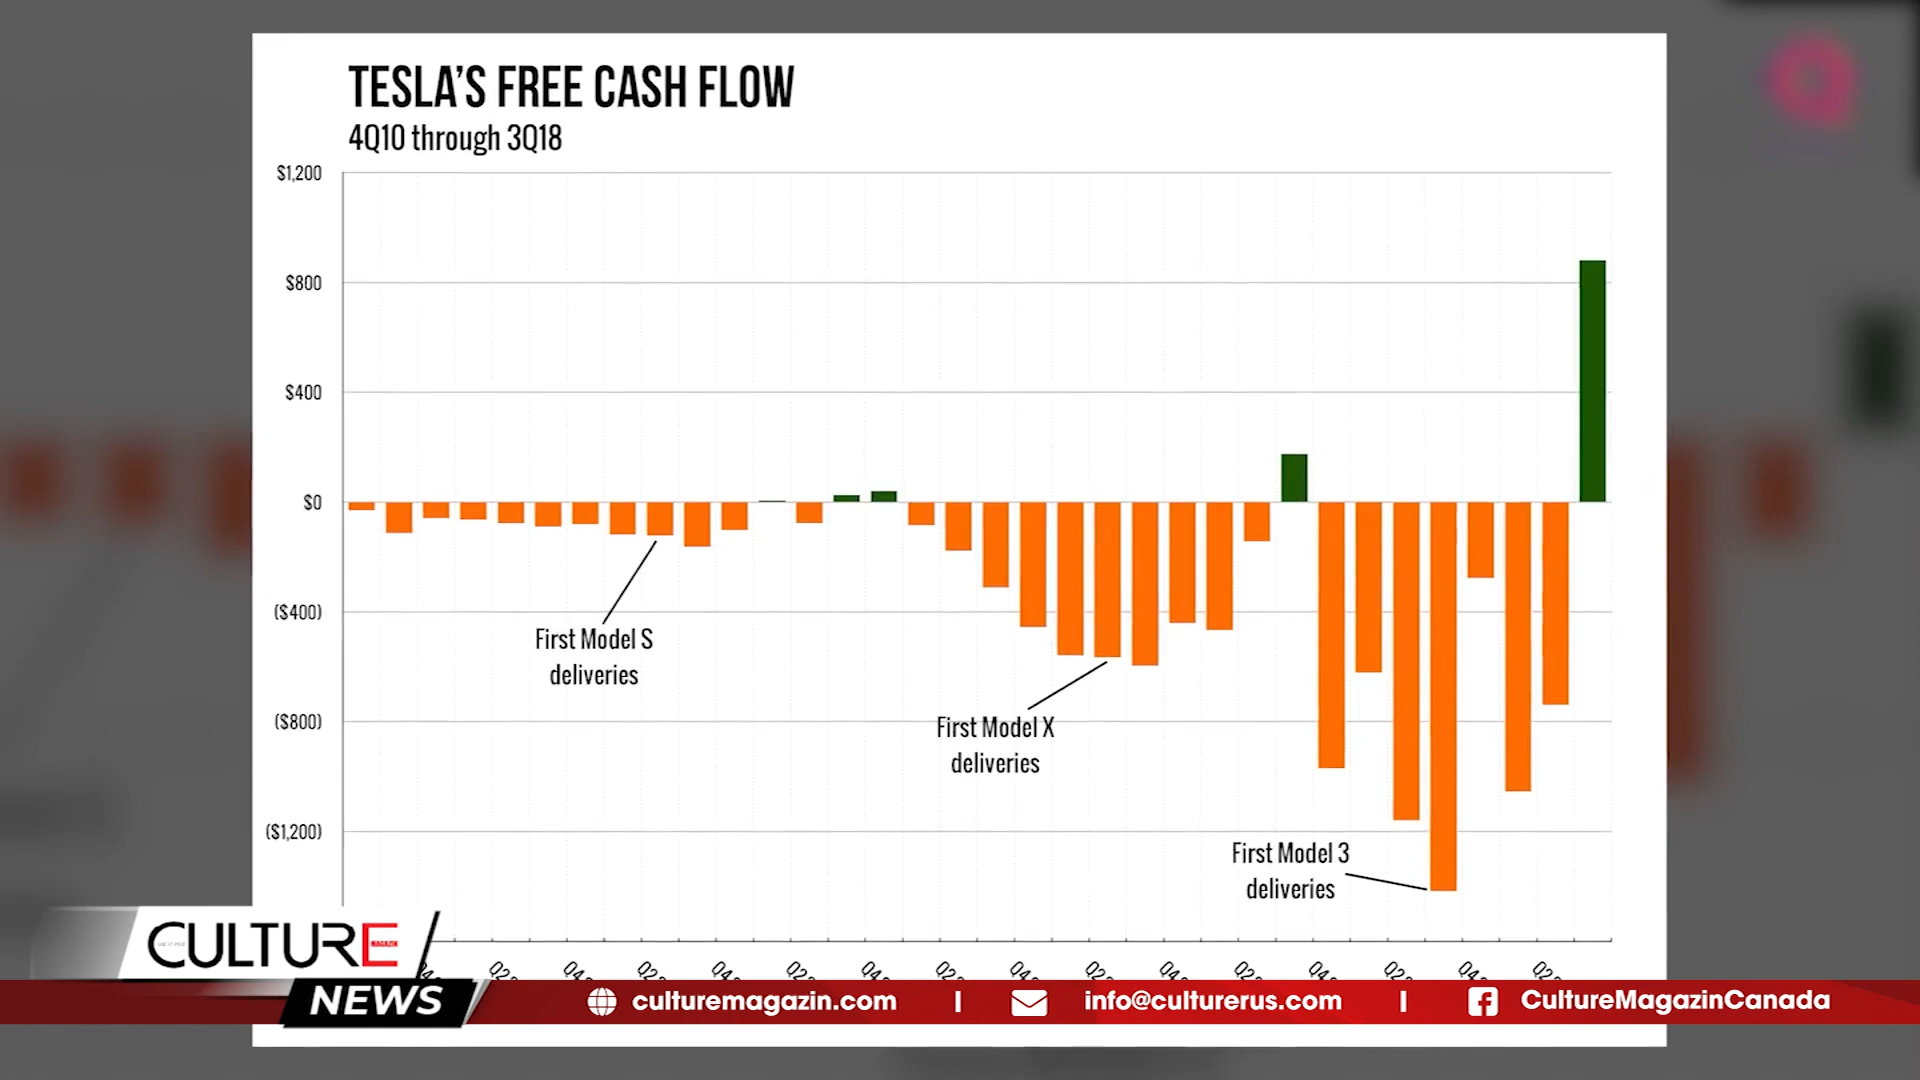 TESLA'S FREE CASH FLOW
4Q10 through 3Q18
$1,200
$800
$400
$0
($400)
($800)
($1,200)
First Model S
deliveries
First Model X
deliveries
First Model 3
deliveries
CULTURE
NEWS
culturemagazin.com | info@culturerus.com | CultureMagazinCanada